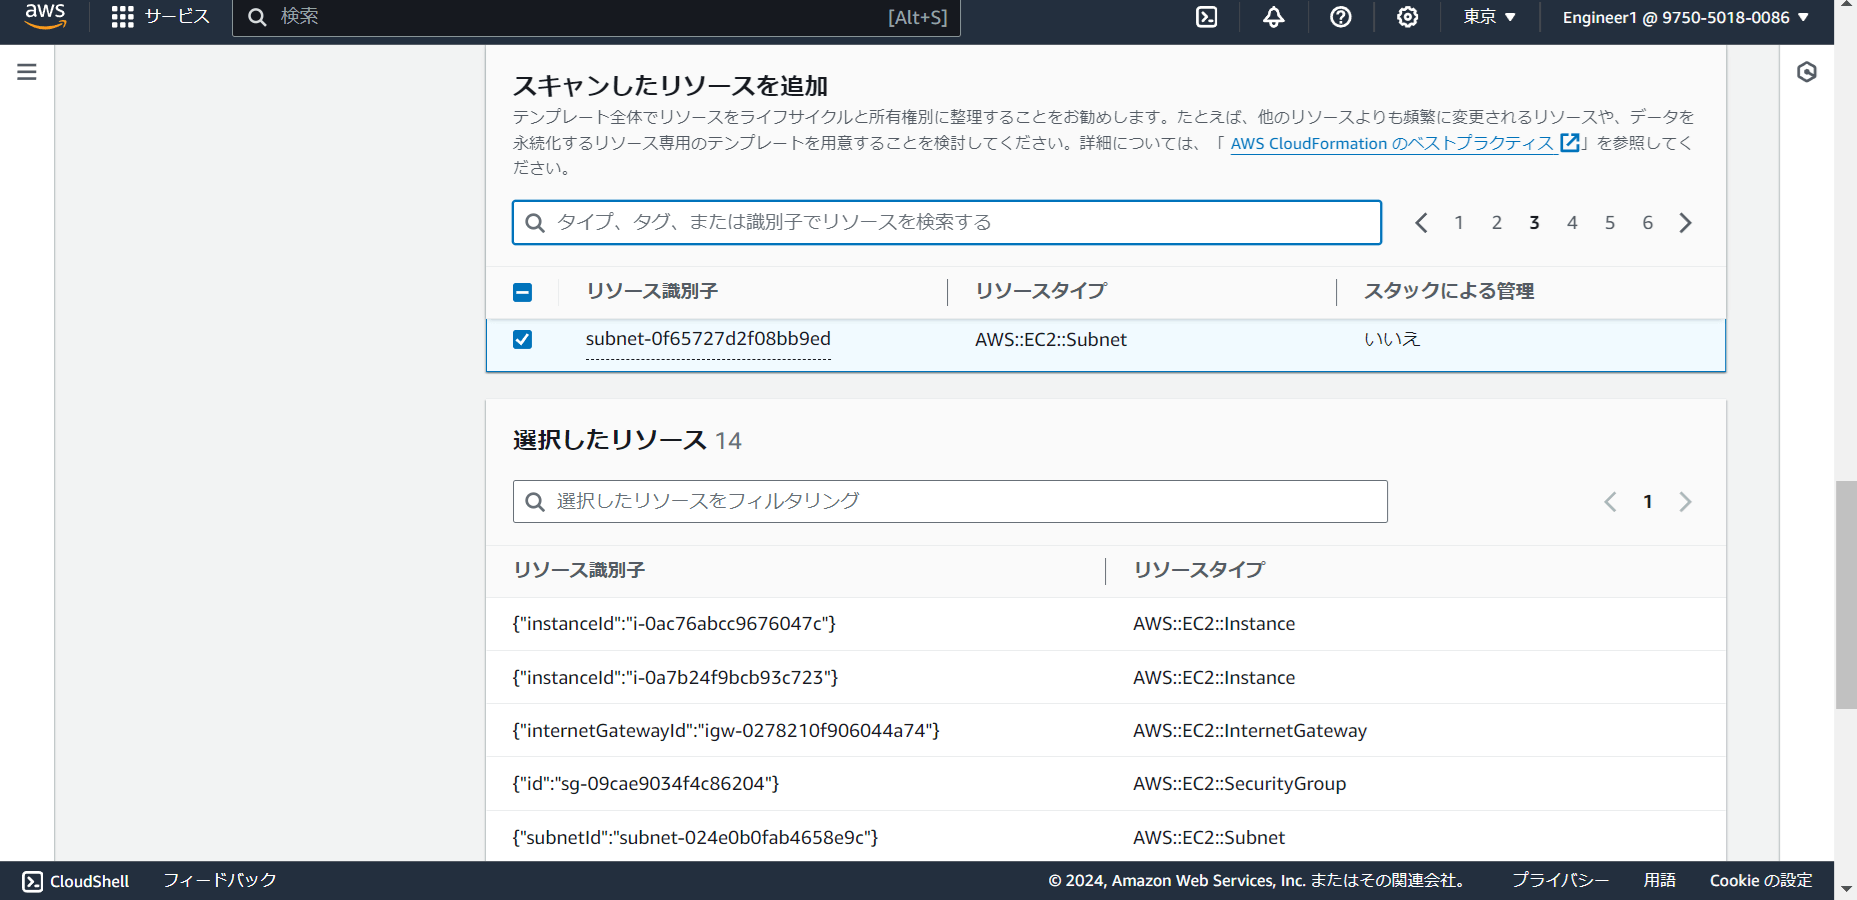 aws
サービス
検索
[Alt+S]
東京 ▼
Engineer1 @ 9750-5018-0086 ▼
スキャンしたリソースを追加
テンプレート全体でリソースをライフサイクルと所有権別に整理することをお勧めします。たとえば、他のリソースよりも頻繁に変更されるリソースや、データを
永続化するリソース専用のテンプレートを用意することを検討してください。詳細については、「 AWS CloudFormation のベストプラクティス 」を参照してく
ださい。
タイプ、タグ、または識別子でリソースを検索する
1 2 3 4 5 6
リソース識別子 リソースタイプ スタックによる管理
subnet-0f65727d2f08bb9ed AWS::EC2::Subnet いいえ
選択したリソース 14
選択したリソースをフィルタリング
1
リソース識別子 リソースタイプ
{"instanceId":"i-0ac76abcc9676047c"} AWS::EC2::Instance
{"instanceId":"i-0a7b24f9bcb93c723"} AWS::EC2::Instance
{"internetGatewayId":"igw-0278210f906044a74"} AWS::EC2::InternetGateway
{"id":"sg-09cae9034f4c86204"} AWS::EC2::SecurityGroup
{"subnetId":"subnet-024e0b0fab4658e9c"} AWS::EC2::Subnet
CloudShell
フィードバック
© 2024, Amazon Web Services, Inc. またはその関連会社。
プライバシー
用語
Cookie の設定